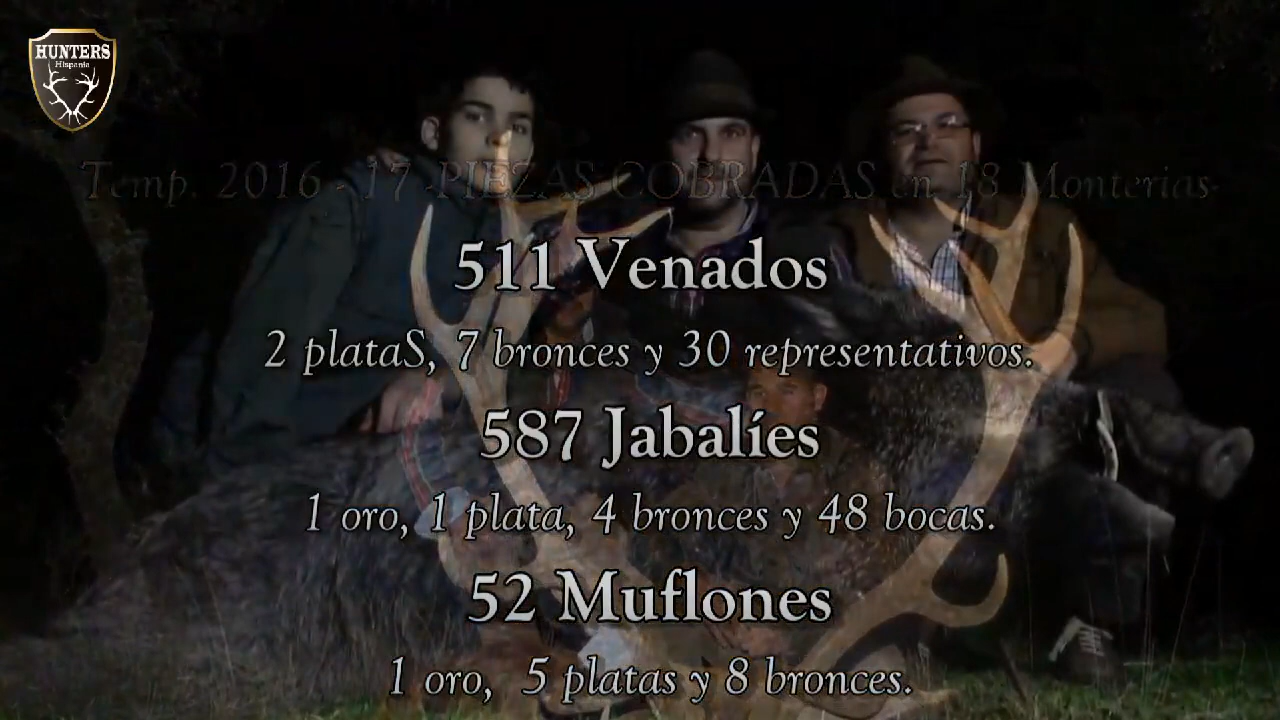 HUNTERS
Hispania
Temp. 2016 - 17 -PIEZAS COBRADAS en 18 Monterias-
511 Venados
2 plataS, 7 bronces y 30 representativos.
587 Jabalíes
1 oro, 1 plata, 4 bronces y 48 bocas.
52 Muflones
1 oro, 5 platas y 8 bronces.